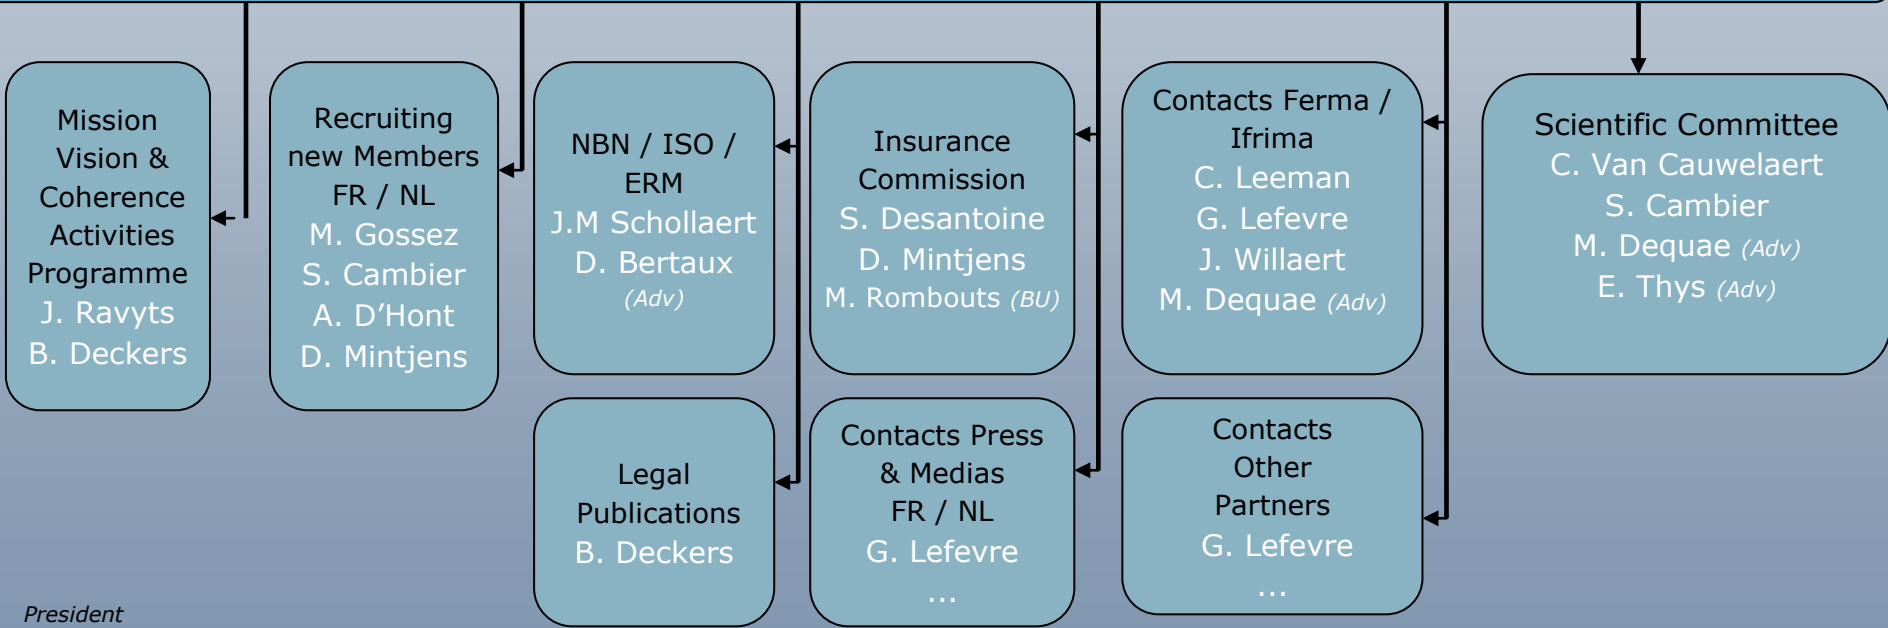 Mission
Vision &
Coherence
Activities
Programme
J. Ravyts
B. Deckers
Recruiting
new Members
FR / NL
M. Gossez
S. Cambier
A. D’Hont
D. Mintjens
NBN / ISO /
ERM
J.M Schollaert
D. Bertaux
(Adv)
Insurance
Commission
S. Desantoine
D. Mintjens
M. Rombouts (BU)
Contacts Ferma /
Ifrima
C. Leeman
G. Lefevre
J. Willaert
M. Dequae (Adv)
Scientific Committee
C. Van Cauwelaert
S. Cambier
M. Dequae (Adv)
E. Thys (Adv)
Legal
Publications
B. Deckers
Contacts Press
& Medias
FR / NL
G. Lefevre
...
Contacts
Other
Partners
G. Lefevre
...
President